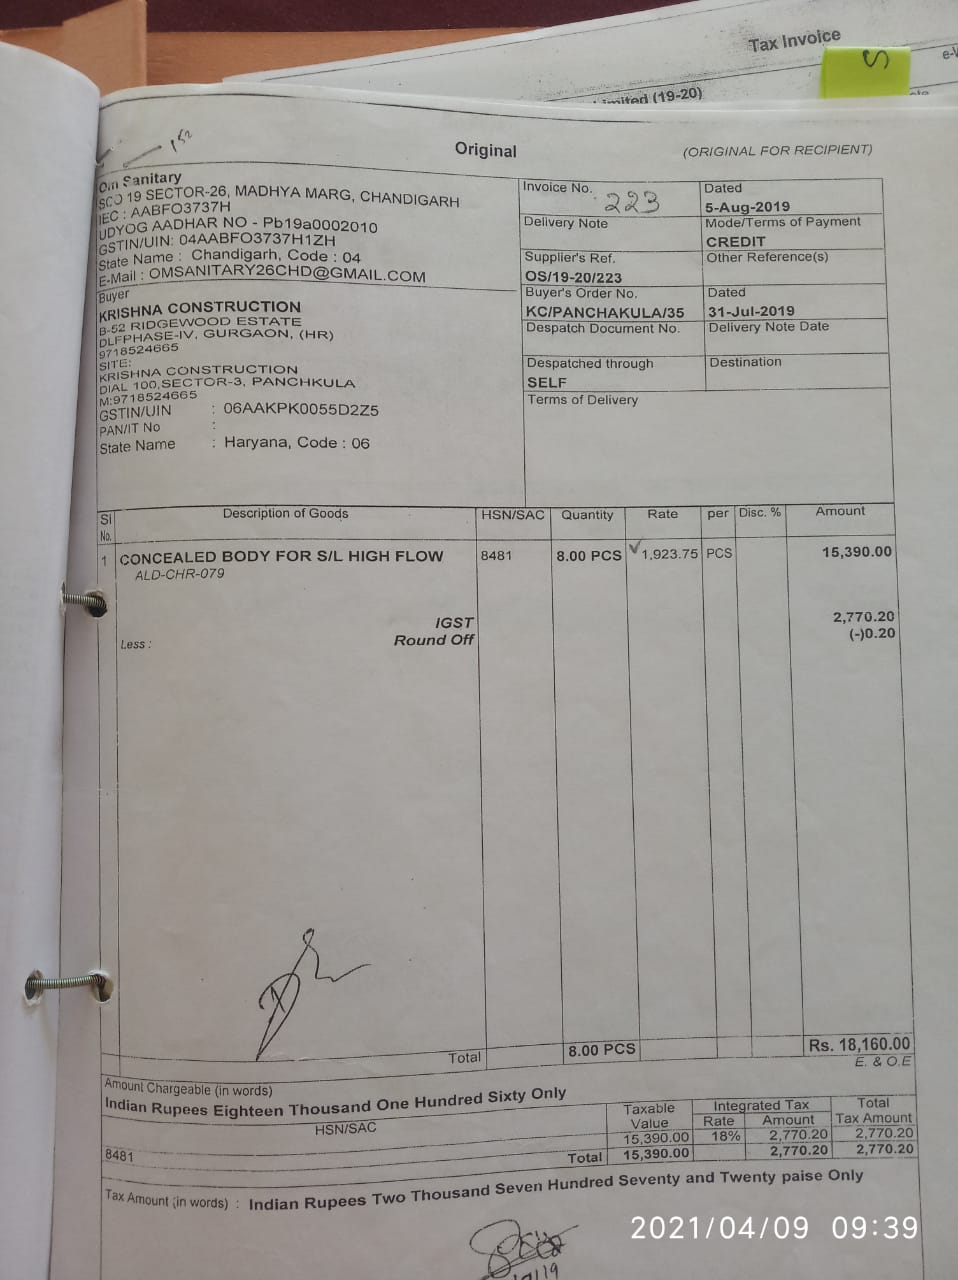 Tax Invoice
Limited (19-20)
S
152
Original
(ORIGINAL FOR RECIPIENT)
Om Sanitary
SCO 19 SECTOR-26, MADHYA MARG, CHANDIGARH
IEC : AABFO3737H
UDYOG AADHAR NO - Pb19a0002010
GSTIN/UIN: 04AABFO3737H1ZH
State Name : Chandigarh, Code : 04
E-Mail : OMSANITARY26CHD@GMAIL.COM
Buyer
KRISHNA CONSTRUCTION
B-52 RIDGEWOOD ESTATE
DLFPHASE-IV, GURGAON, (HR)
9718524665
SITE:
KRISHNA CONSTRUCTION
DIAL 100,SECTOR-3, PANCHKULA
M:9718524665
GSTIN/UIN : 06AAKPK0055D2Z5
PAN/IT No :
State Name : Haryana, Code : 06
Invoice No. 223
Dated
5-Aug-2019
Delivery Note
Mode/Terms of Payment
CREDIT
Supplier's Ref.
OS/19-20/223
Other Reference(s)
Buyer's Order No.
KC/PANCHAKULA/35
Dated
31-Jul-2019
Despatch Document No.
Delivery Note Date
Despatched through
SELF
Destination
Terms of Delivery
Sl No. Description of Goods HSN/SAC Quantity Rate per Disc. % Amount
1 CONCEALED BODY FOR S/L HIGH FLOW 8481 8.00 PCS 1,923.75 PCS 15,390.00
ALD-CHR-079
IGST 2,770.20
Less : Round Off (-)0.20
Total 8.00 PCS Rs. 18,160.00
E. & O.E
Amount Chargeable (in words)
Indian Rupees Eighteen Thousand One Hundred Sixty Only
HSN/SAC Taxable Value Integrated Tax Rate Amount Total Tax Amount
8481 15,390.00 18% 2,770.20 2,770.20
Total 15,390.00 2,770.20 2,770.20
Tax Amount (in words) : Indian Rupees Two Thousand Seven Hundred Seventy and Twenty paise Only
2021/04/09 09:39